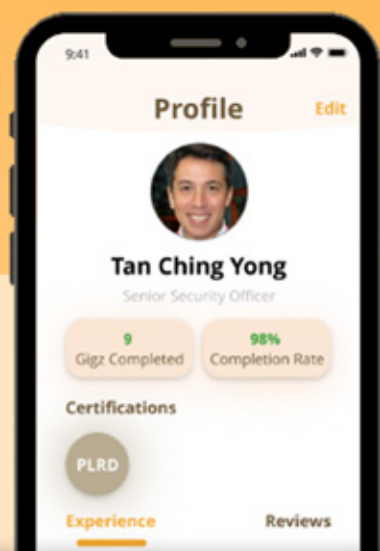 9:41
Profile
Edit
Tan Ching Yong
Senior Security Officer
9
Gigz Completed
98%
Completion Rate
Certifications
PLRD
Experience
Reviews